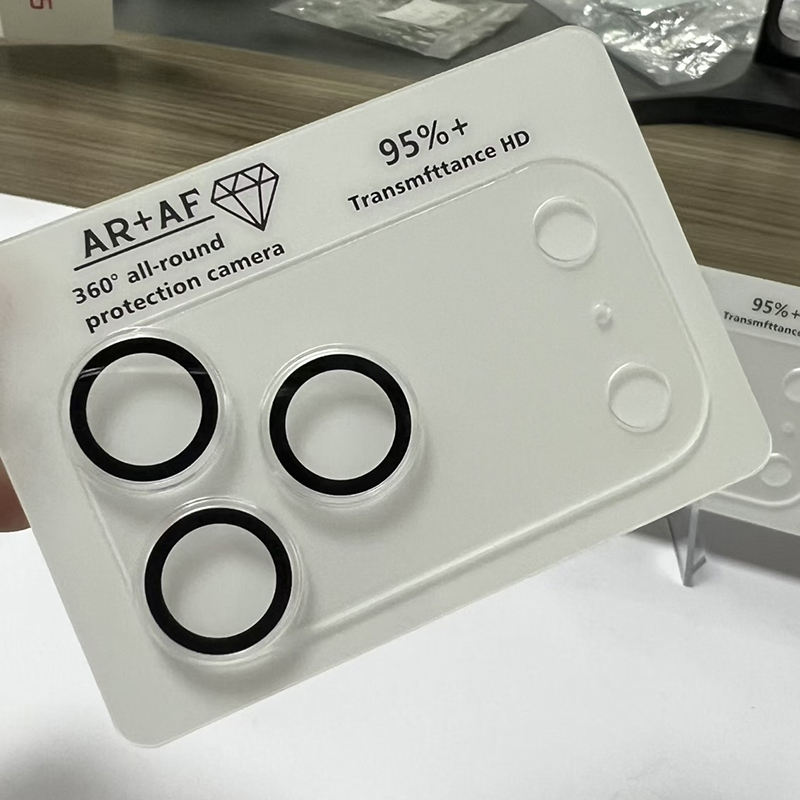 AR+AF
360° all-round
protection camera
95%+
Transmfttance HD
95%+
Transmfttance